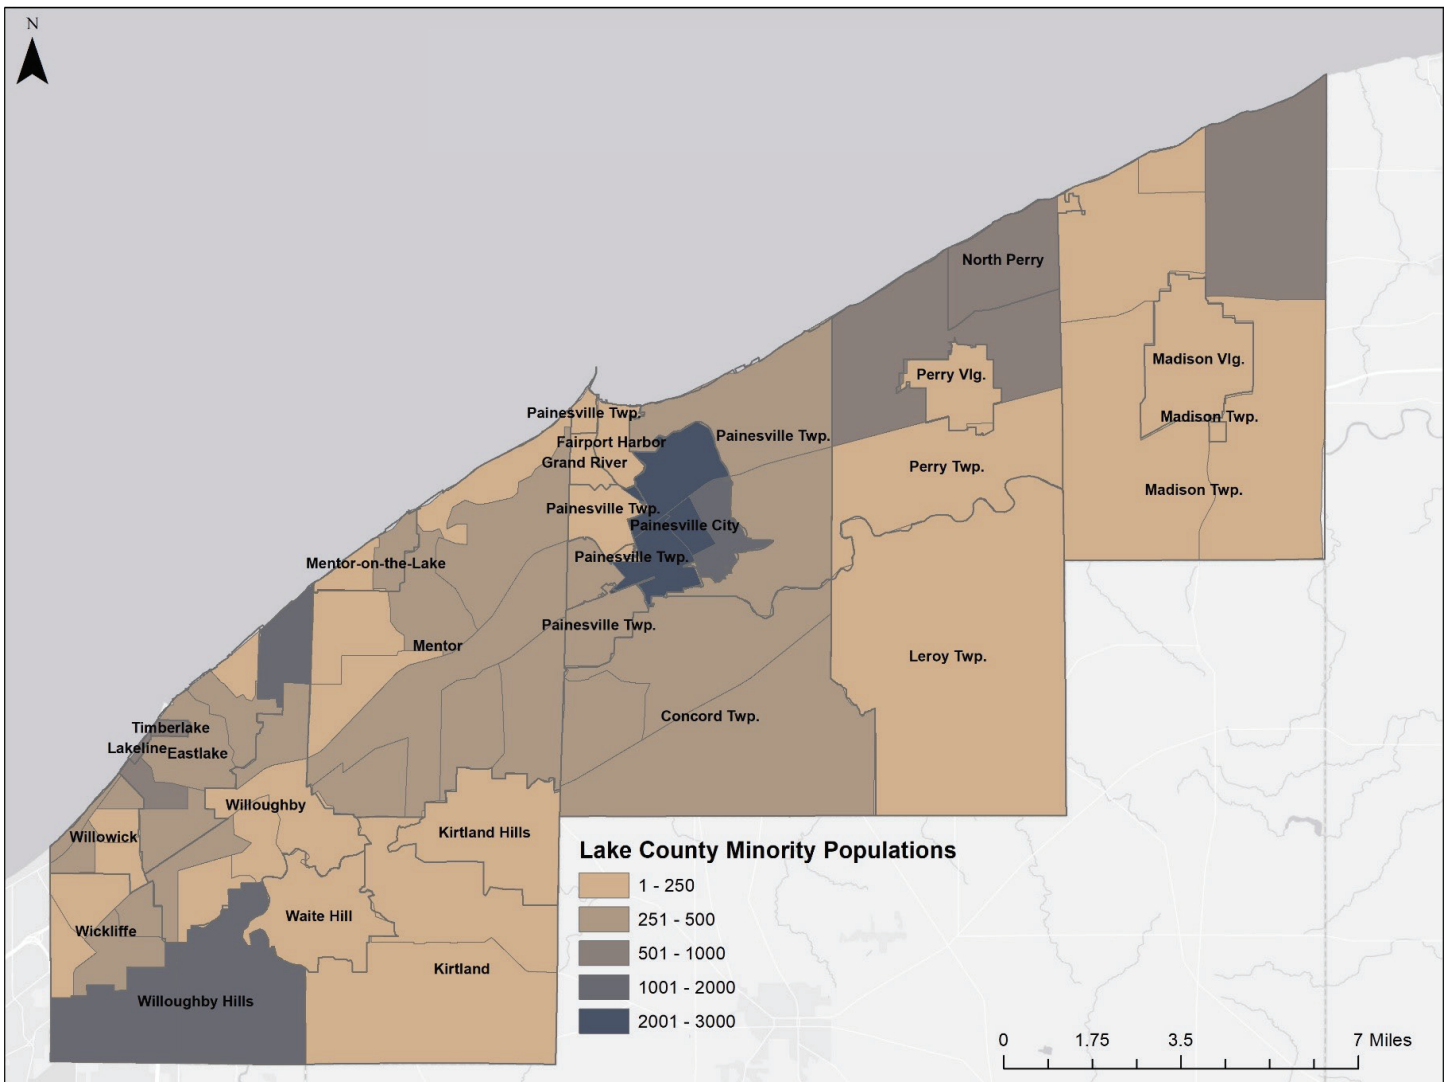 N
North Perry
Madison Vlg.
Perry Vlg.
Painesville Twp.
Madison Twp.
Painesville Twp.
Fairport Harbor
Grand River
Perry Twp.
Madison Twp.
Painesville Twp.
Painesville City
Painesville Twp.
Mentor-on-the-Lake
Painesville Twp.
Mentor
Leroy Twp.
Concord Twp.
Timberlake
Lakeline
Eastlake
Willoughby
Kirtland Hills
Willowick
Waite Hill
Wickliffe
Kirtland
Willoughby Hills
Lake County Minority Populations
1 - 250
251 - 500
501 - 1000
1001 - 2000
2001 - 3000
0 1.75 3.5 7 Miles